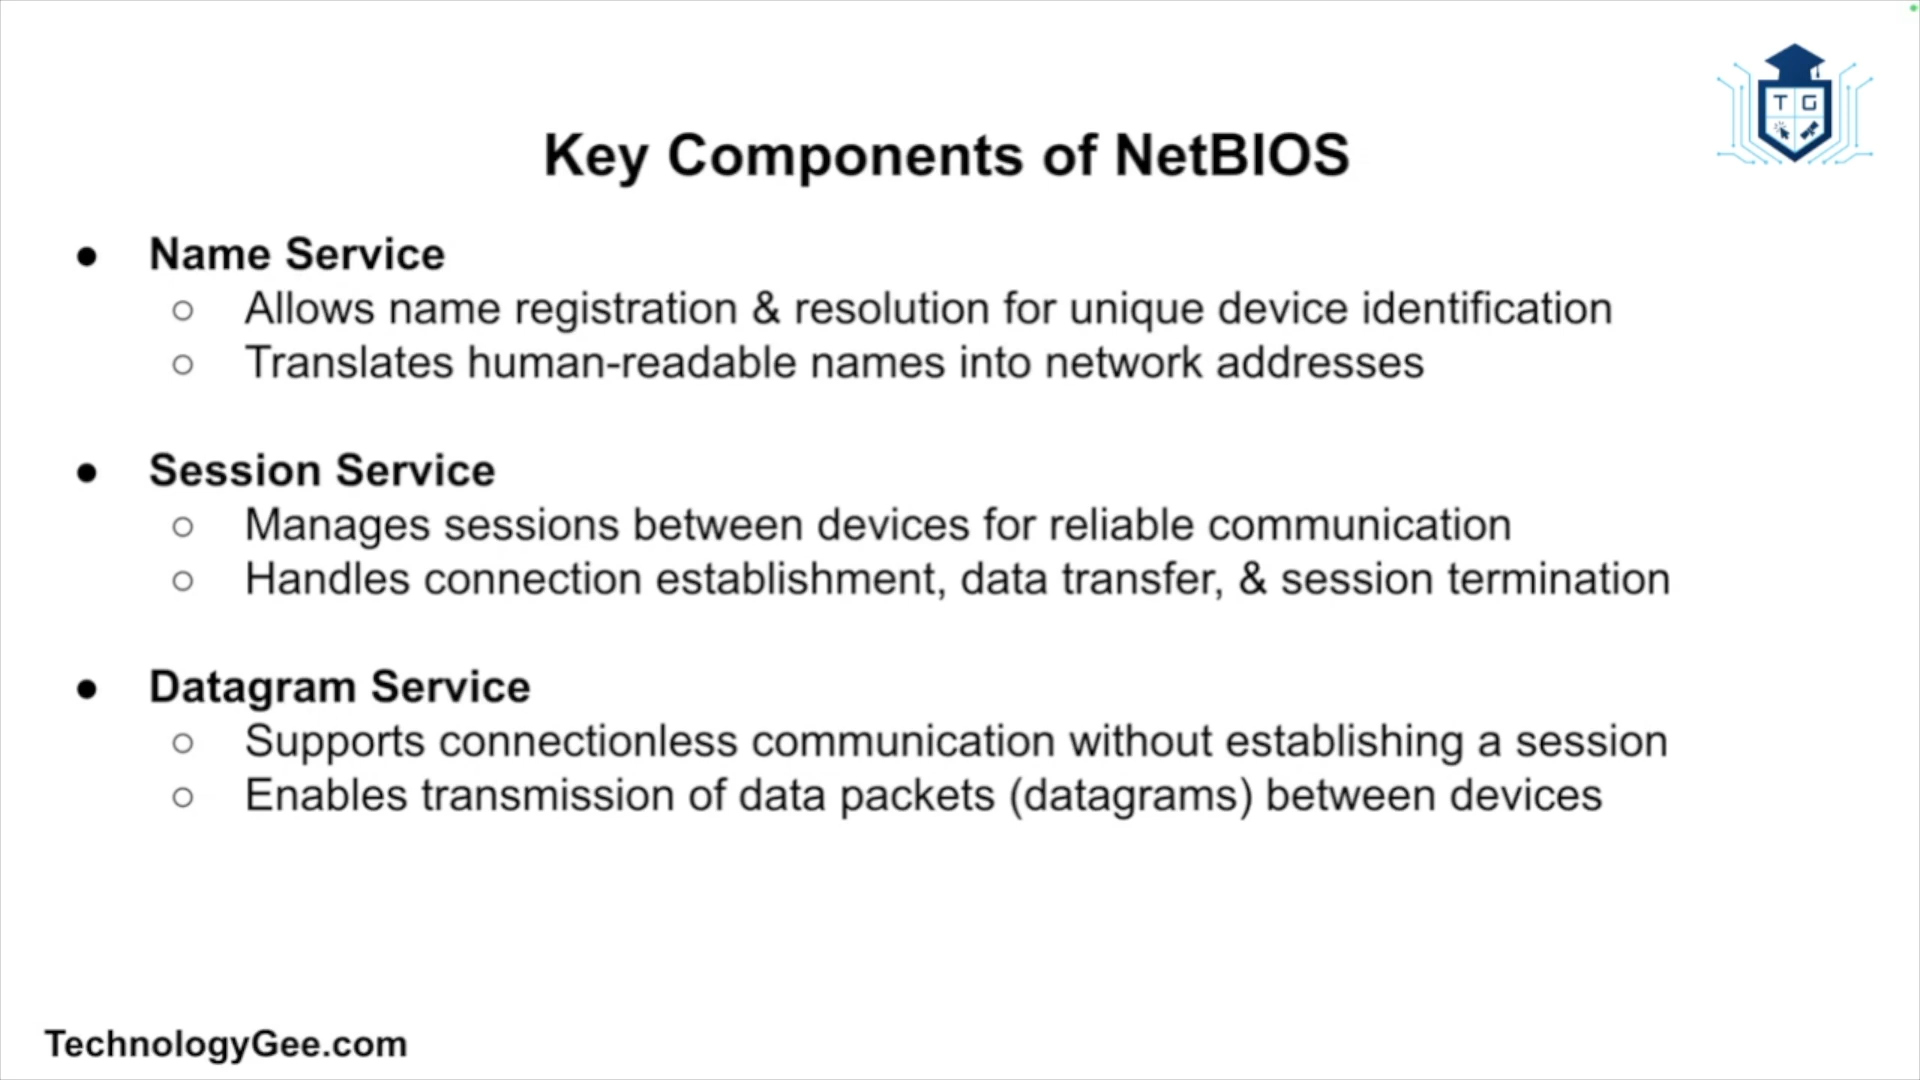 T G
Key Components of NetBIOS
● Name Service
○ Allows name registration & resolution for unique device identification
○ Translates human-readable names into network addresses
● Session Service
○ Manages sessions between devices for reliable communication
○ Handles connection establishment, data transfer, & session termination
● Datagram Service
○ Supports connectionless communication without establishing a session
○ Enables transmission of data packets (datagrams) between devices
TechnologyGee.com